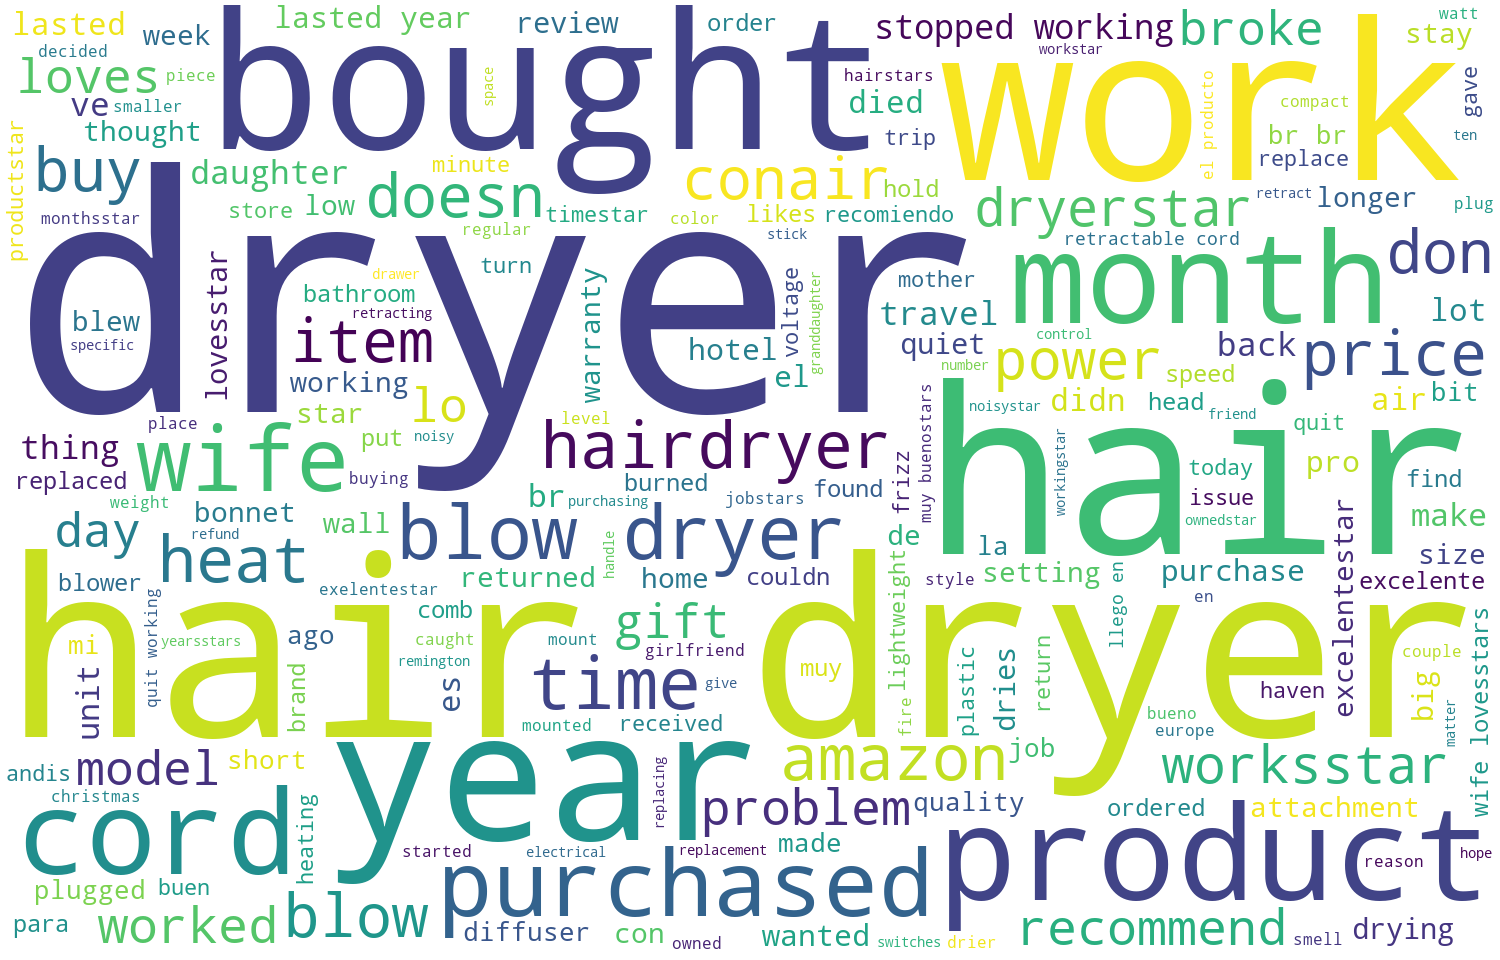 lasted
lasted year
review
order
stopped working
broke
watt
stay
decided
week
bought
workstar
work
loves
piece
space
hairstars
gave
ve
smaller
died
el producto
compact
thought
trip
br br
ten
productstar
buy
daughter
minute
conair
hold
replace
doesn
dryerstar
retract
longer
plug
monthsstar
store
low
timestar
color
likes
recomiendo
regular
stick
retractable cord
don
dryer
lovesstar
turn
drawer
bathroom
retracting
warranty
voltage
granddaughter
mother
month
travel
lot
blew
specific
item
hotel
quiet
control
back
price
working
el
number
power
speed
star
lo
level
noisystar
didn
head
friend
air
bit
place
wife
put
noisy
hairdryer
hair
quit
thing
replaced
buying
burned
found
frizz
muy buenostars
workingstar
today
pro
find
weight
br
purchasing
jobstars
issue
bonnet
wall
ownedstar
make
day
refund
blow dryer
de
la
excelentestar
size
heat
handle
blower
exelentestar
returned
home
couldn
lightweight
style
setting
llego en
purchase
excelente
en
hair dryer
comb
gift
mi
yearsstars
quit working
ago
caught
mount
girlfriend
remington
muy
fire
plastic
dries
return
couple
unit
brand
es
time
give
haven
big
matter
wife lovesstars
bueno
mounted
received
europe
andis
model
short
year
replacing
amazon
job
worksstar
christmas
cord
heating
problem
quality
ordered
attachment
started
electrical
replacement
made
product
reason
hope
plugged
buen
purchased
para
worked
blow
diffuser
con
owned
wanted
switches
drier
recommend
smell
drying